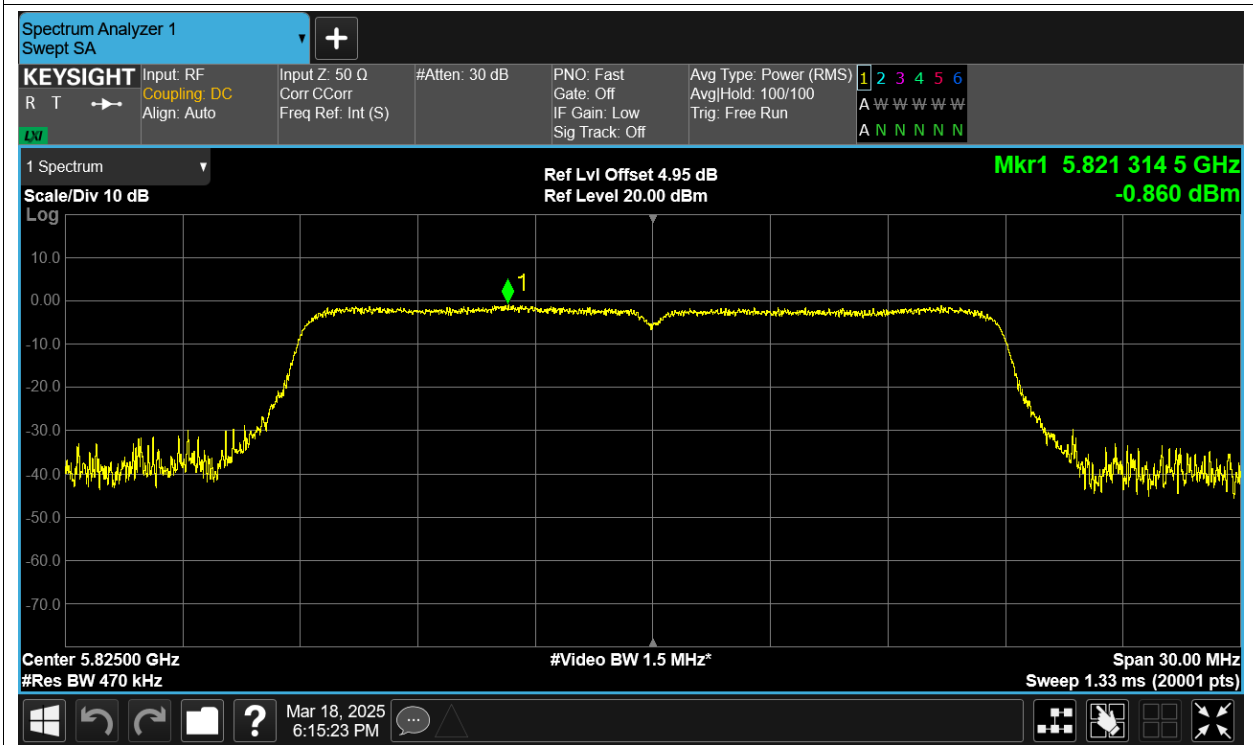 Spectrum Analyzer 1
Swept SA
KEYSIGHT
R T
LXI
Input: RF
Coupling: DC
Align: Auto
Input Z: 50 Ω
Corr CCorr
Freq Ref: Int (S)
#Atten: 30 dB
PNO: Fast
Gate: Off
IF Gain: Low
Sig Track: Off
Avg Type: Power (RMS)
Avg|Hold: 100/100
Trig: Free Run
1 2 3 4 5 6
A W W W W W
A N N N N N
1 Spectrum
Scale/Div 10 dB
Log
Ref Lvl Offset 4.95 dB
Ref Level 20.00 dBm
Mkr1 5.821 314 5 GHz
-0.860 dBm
10.0
0.00
-10.0
-20.0
-30.0
-40.0
-50.0
-60.0
-70.0
1
Center 5.82500 GHz
#Res BW 470 kHz
#Video BW 1.5 MHz*
Span 30.00 MHz
Sweep 1.33 ms (20001 pts)
?
Mar 18, 2025
6:15:23 PM